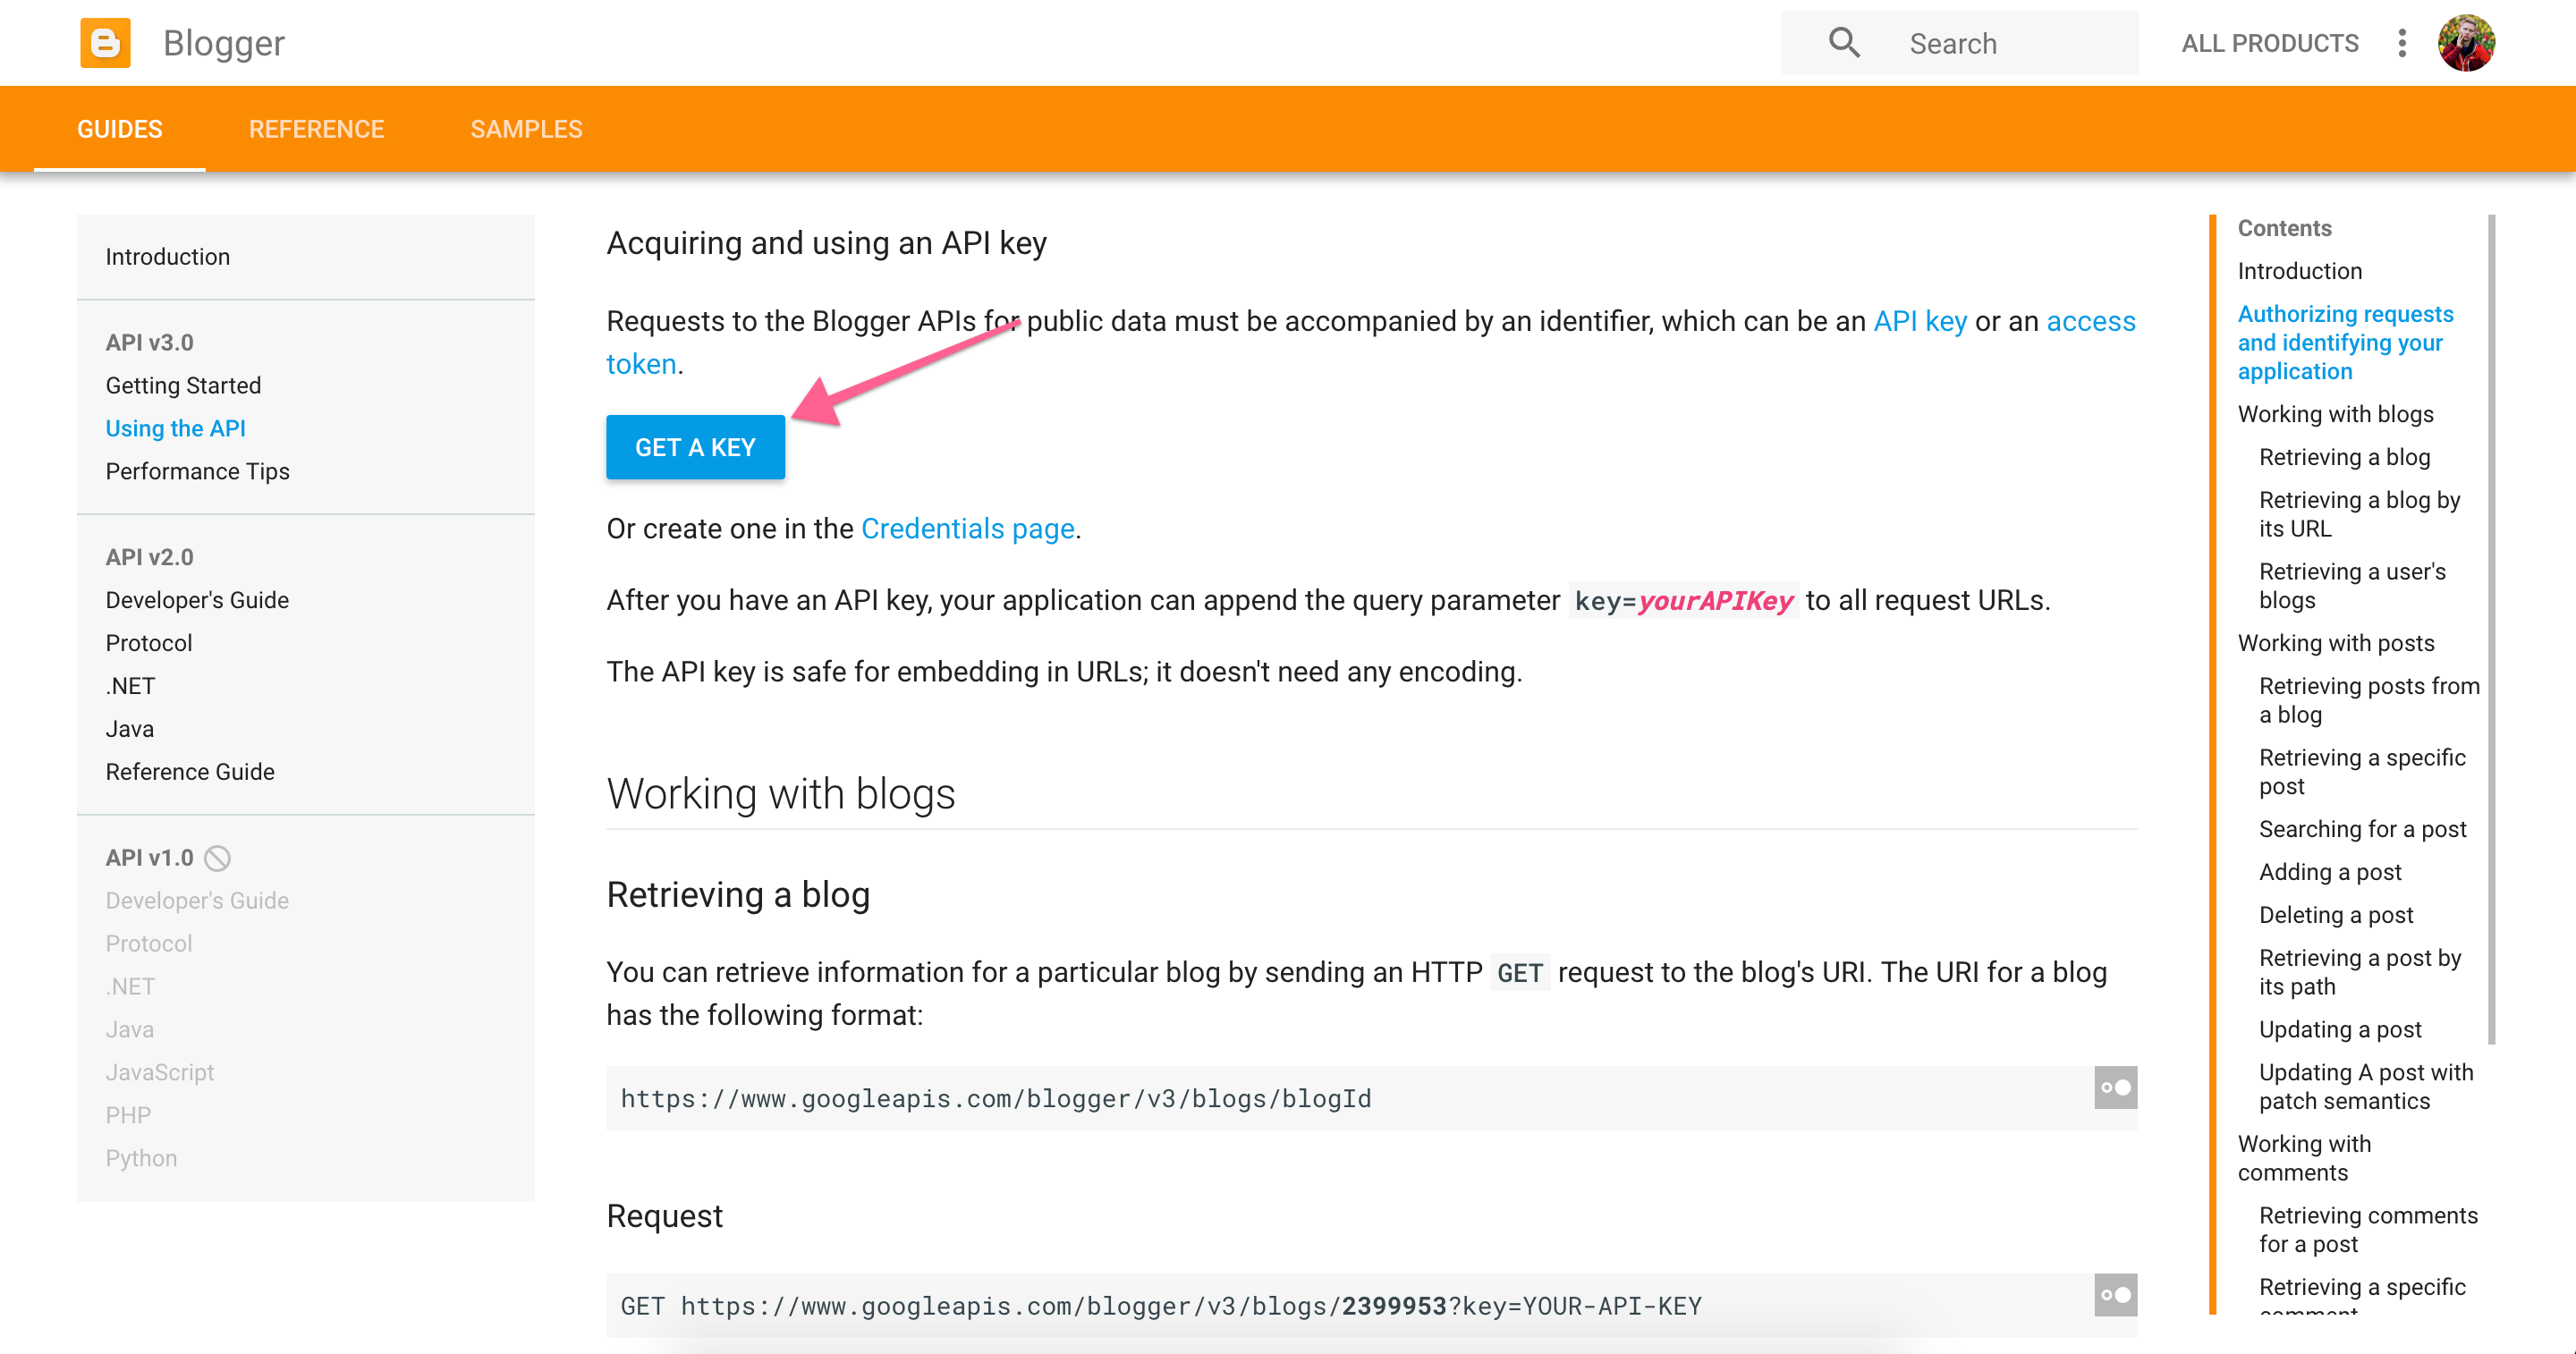 Blogger
Search
ALL PRODUCTS
GUIDES
REFERENCE
SAMPLES
Introduction
API v3.0
Getting Started
Using the API
Performance Tips
API v2.0
Developer's Guide
Protocol
.NET
Java
Reference Guide
API v1.0
Developer's Guide
Protocol
.NET
Java
JavaScript
PHP
Python
Acquiring and using an API key
Requests to the Blogger APIs for public data must be accompanied by an identifier, which can be an API key or an access
token.
GET A KEY
Or create one in the Credentials page.
After you have an API key, your application can append the query parameter key=yourAPIKey to all request URLs.
The API key is safe for embedding in URLs; it doesn't need any encoding.
Working with blogs
Retrieving a blog
You can retrieve information for a particular blog by sending an HTTP GET request to the blog's URI. The URI for a blog
has the following format:
https://www.googleapis.com/blogger/v3/blogs/blogId
Request
GET https://www.googleapis.com/blogger/v3/blogs/2399953?key=YOUR-API-KEY
Contents
Introduction
Authorizing requests
and identifying your
application
Working with blogs
Retrieving a blog
Retrieving a blog by
its URL
Retrieving a user's
blogs
Working with posts
Retrieving posts from
a blog
Retrieving a specific
post
Searching for a post
Adding a post
Deleting a post
Retrieving a post by
its path
Updating a post
Updating A post with
patch semantics
Working with
comments
Retrieving comments
for a post
Retrieving a specific